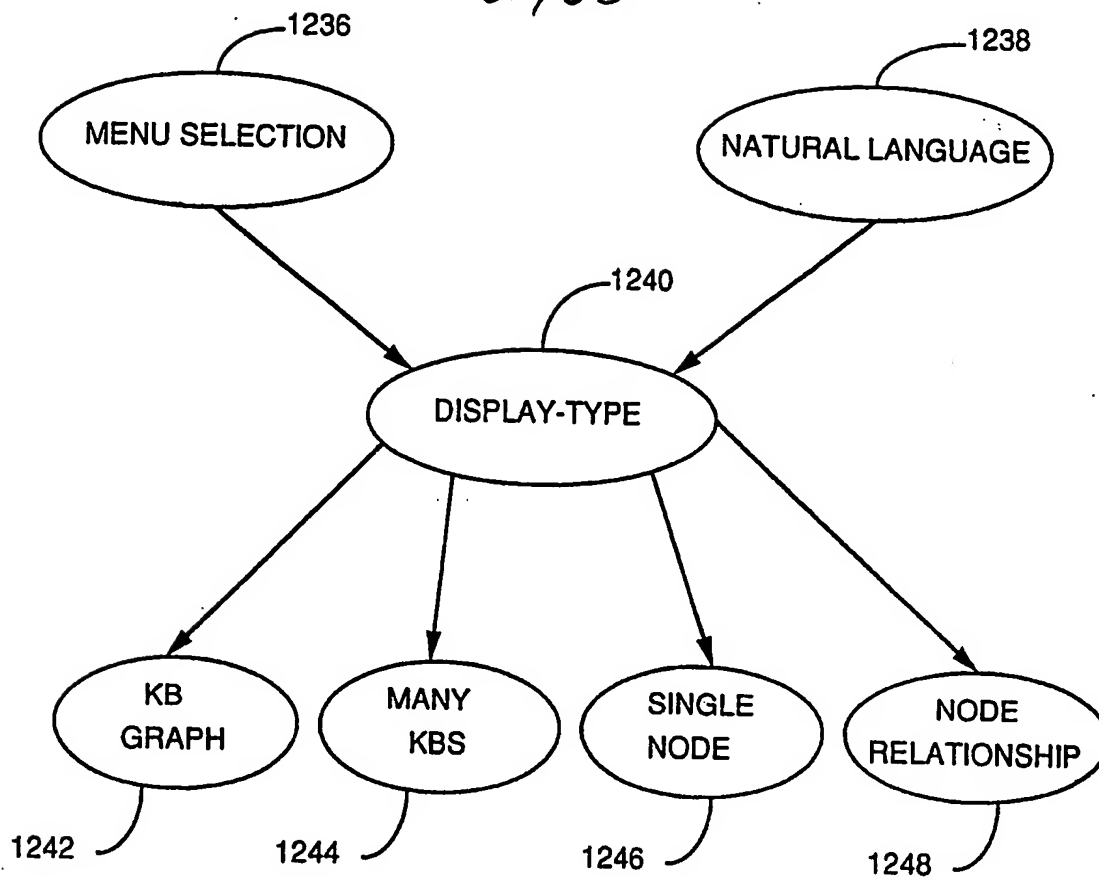 1236
1238
MENU SELECTION
NATURAL LANGUAGE
1240
DISPLAY-TYPE
KB
GRAPH
MANY
KBS
SINGLE
NODE
NODE
RELATIONSHIP
1242
1244
1246
1248